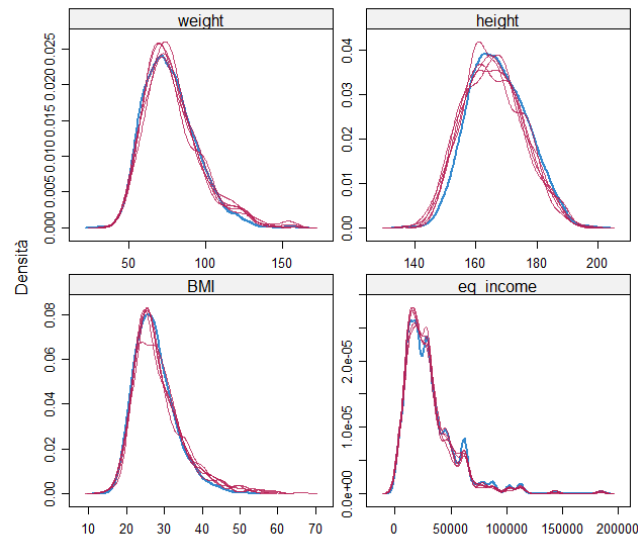 weight
height
0.000 0.005 0.010 0.015 0.020 0.025
0.00 0.01 0.02 0.03 0.04
50 100 150
140 160 180 200
Densità
BMI
eq_income
0.00 0.02 0.04 0.06 0.08
0.0e+00 1.0e-05 2.0e-05
10 20 30 40 50 60 70
0 50000 100000 150000 200000